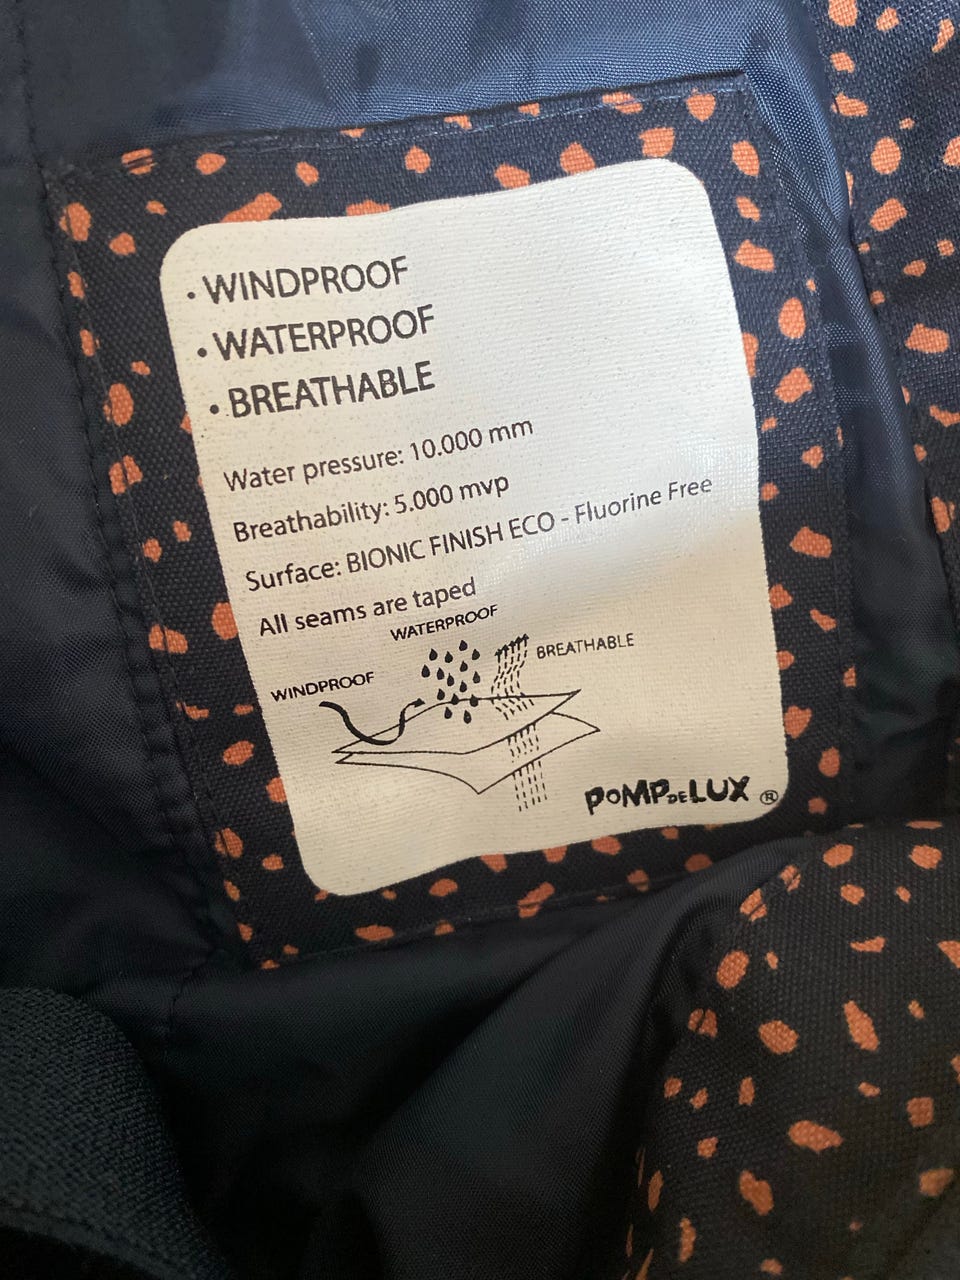 • WINDPROOF
• WATERPROOF
• BREATHABLE
Water pressure: 10.000 mm
Breathability: 5.000 mvp
Surface: BIONIC FINISH ECO - Fluorine Free
All seams are taped
WATERPROOF
BREATHABLE
WINDPROOF
POMPDELUX ®